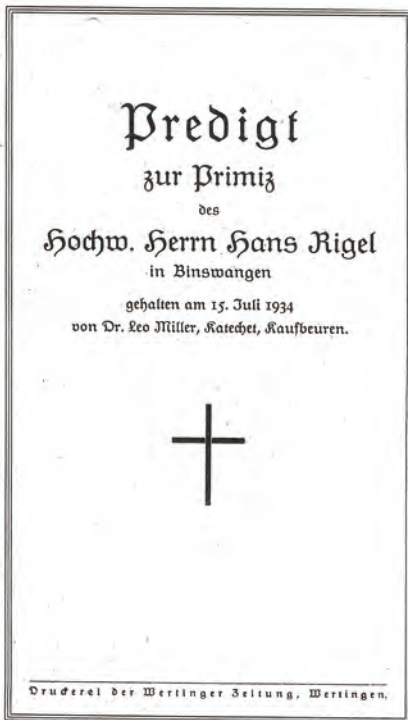 Predigt
zur Primiz
des
Hochw. Herrn Hans Rigel
in Binswangen
gehalten am 15. Juli 1934
von Dr. Leo Miller, Katechet, Kaufbeuren.
Druckerei der Wertinger Zeitung, Wertingen.